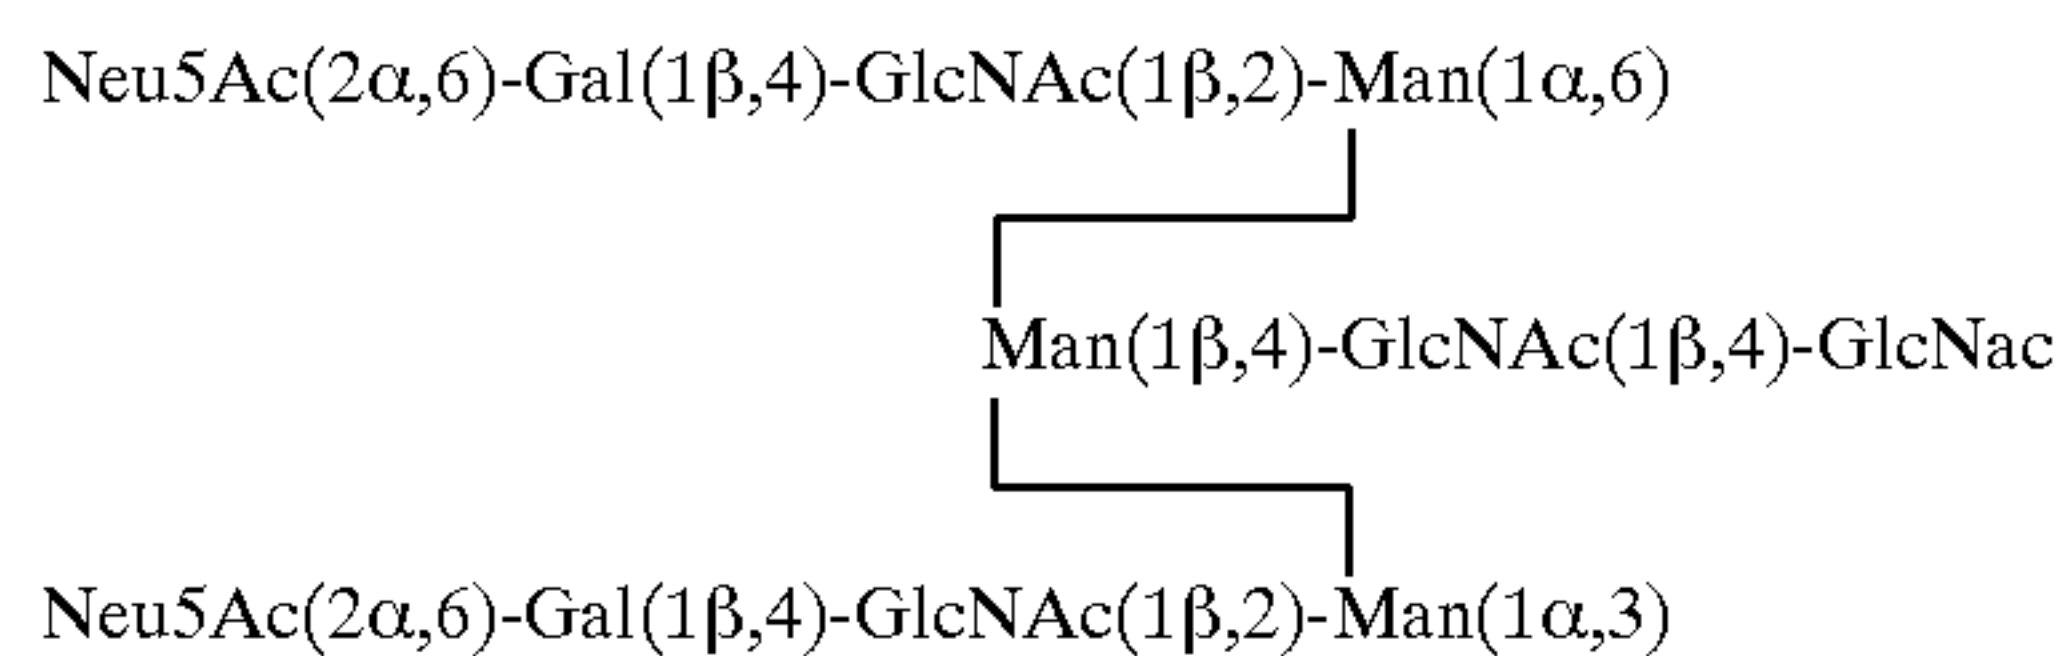 Neu5Ac(2α,6)-Gal(1β,4)-GlcNAc(1β,2)-Man(1α,6)
Man(1β,4)-GlcNAc(1β,4)-GlcNac
Neu5Ac(2α,6)-Gal(1β,4)-GlcNAc(1β,2)-Man(1α,3)